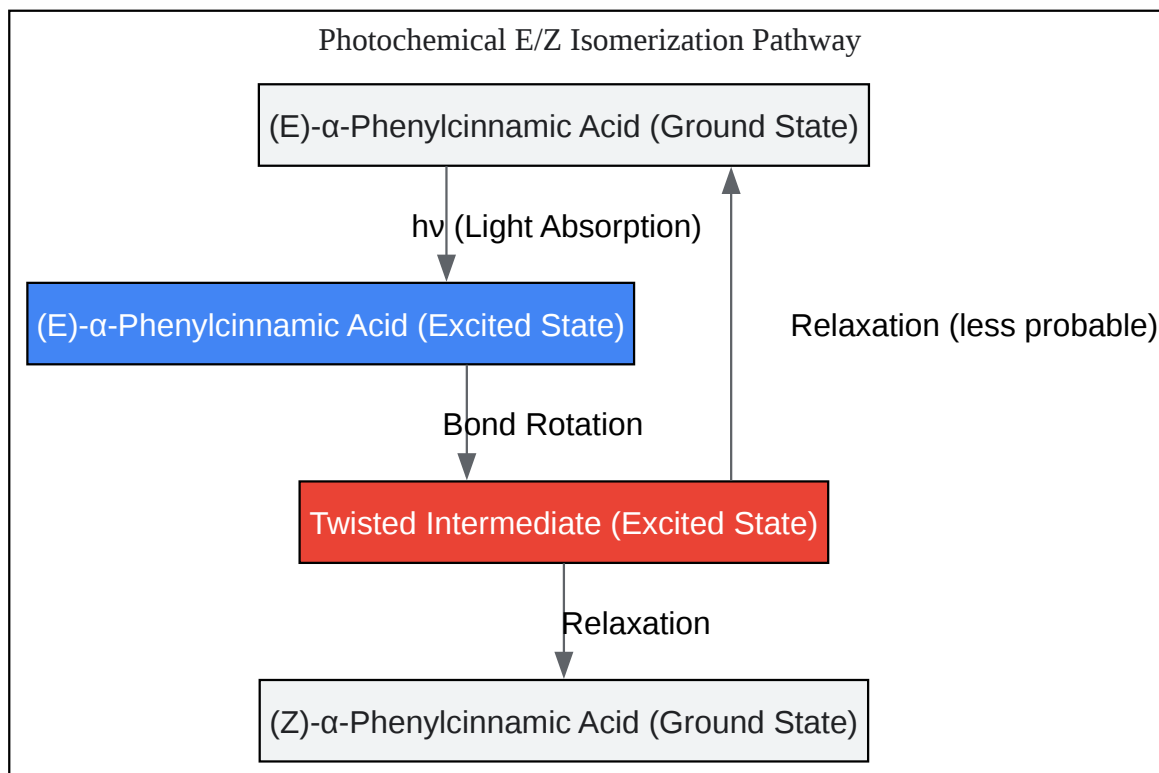 Photochemical E/Z Isomerization Pathway
(E)-α-Phenylcinnamic Acid (Ground State)
hν (Light Absorption)
(E)-α-Phenylcinnamic Acid (Excited State)
Relaxation (less probable)
Bond Rotation
Twisted Intermediate (Excited State)
Relaxation
(Z)-α-Phenylcinnamic Acid (Ground State)